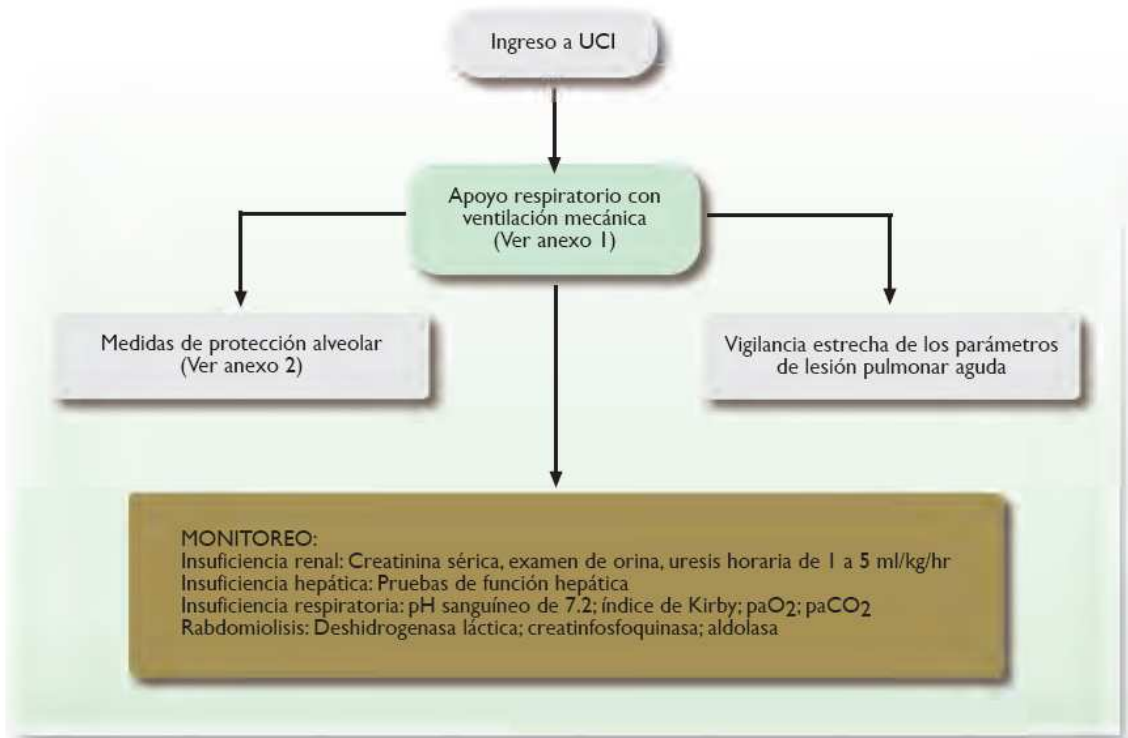 Ingreso a UCI
Apoyo respiratorio con
ventilación mecánica
(Ver anexo 1)
Medidas de protección alveolar
(Ver anexo 2)
Vigilancia estrecha de los parámetros
de lesión pulmonar aguda
MONITOREO:
Insuficiencia renal: Creatinina sérica, examen de orina, uresis horaria de 1 a 5 ml/kg/hr
Insuficiencia hepática: Pruebas de función hepática
Insuficiencia respiratoria: pH sanguíneo de 7.2; índice de Kirby; paO2; paCO2
Rabdomiolisis: Deshidrogenasa láctica; creatinfosfoquinasa; aldolasa